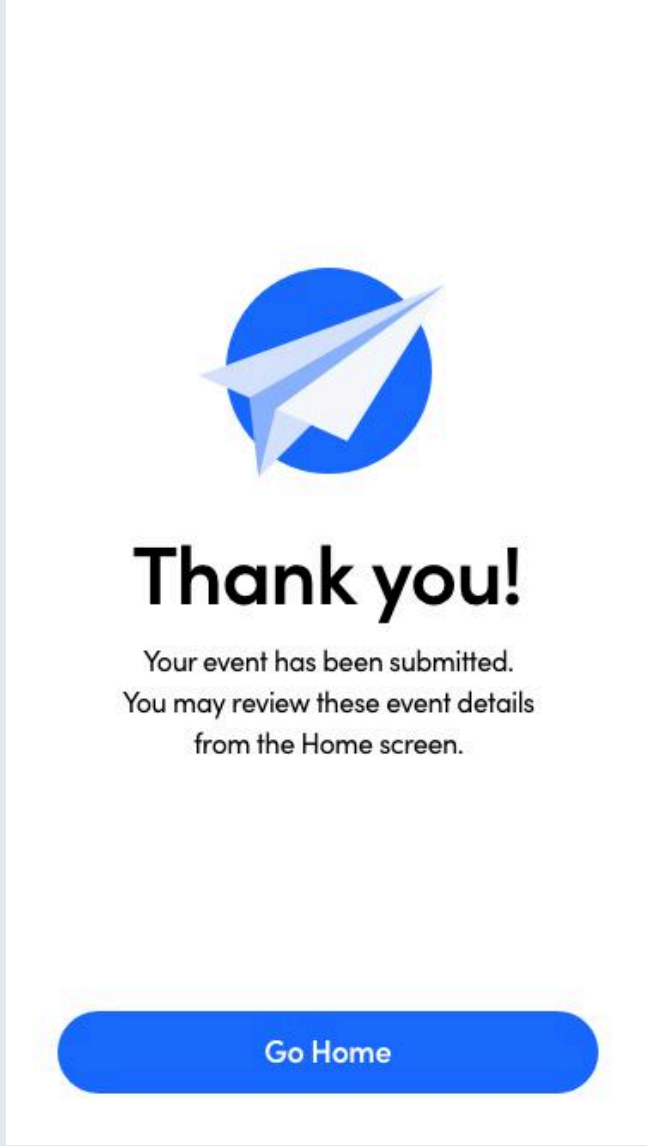 Thank you!
Your event has been submitted.
You may review these event details
from the Home screen.
Go Home